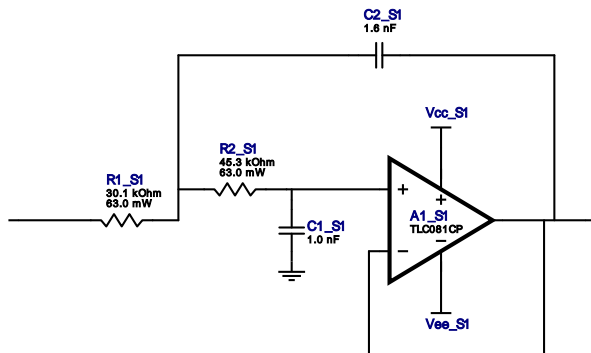 C2_S1
1.6 nF
Vcc_S1
R2_S1
45.3 kOhm
63.0 mW
R1_S1
30.1 kOhm
63.0 mW
+
+
A1_S1
TLC081CP
C1_S1
1.0 nF
−
−
Vee_S1